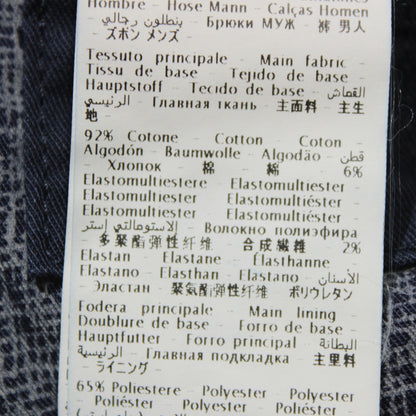 Hombre - Hose Mann - Calças Homen
- بنطلون رجالي - Брюки МУЖ - 裤 男人
- ズボン メンズ -
Tessuto principale - Main fabric -
Tissu de base - Tejido de base -
Hauptstoff - Tecido de base - القماش
الرئيسي - Главная ткань - 主面料 - 主生
地 -
92% Cotone - Cotton - Coton -
Algodón - Baumwolle - Algodão - قطن
- Хлопок - 棉 - 綿 - 6%
Elastomultiestere - Elastomultiester -
Elastomultiester - Elastomultiester -
Elastomultiester - Elastomultiéster -
الاستومالتي إستر - Волокно полиэфира
- 多聚酯弹性纤维 - 合成繊維 - 2%
Elastan - Elastane - Élasthanne -
Elastano - Elasthan - Elastano - الأستان
- Эластан - 聚氨酯弹性纤维 - ポリウレタン
-
Fodera principale - Main lining -
Doublure de base - Forro de base -
Hauptfutter - Forro principal - البطانة
الرئيسية - Главная подкладка - 主里料
- ライニング -
65% Poliestere - Polyester -
Poliéster - Polyester - Poliéster